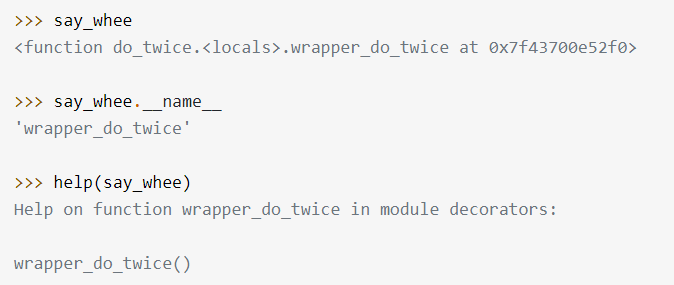 >>> say_whee
<function do_twice.<locals>.wrapper_do_twice at 0x7f43700e52f0>
>>> say_whee.__name__
'wrapper_do_twice'
>>> help(say_whee)
Help on function wrapper_do_twice in module decorators:
wrapper_do_twice()